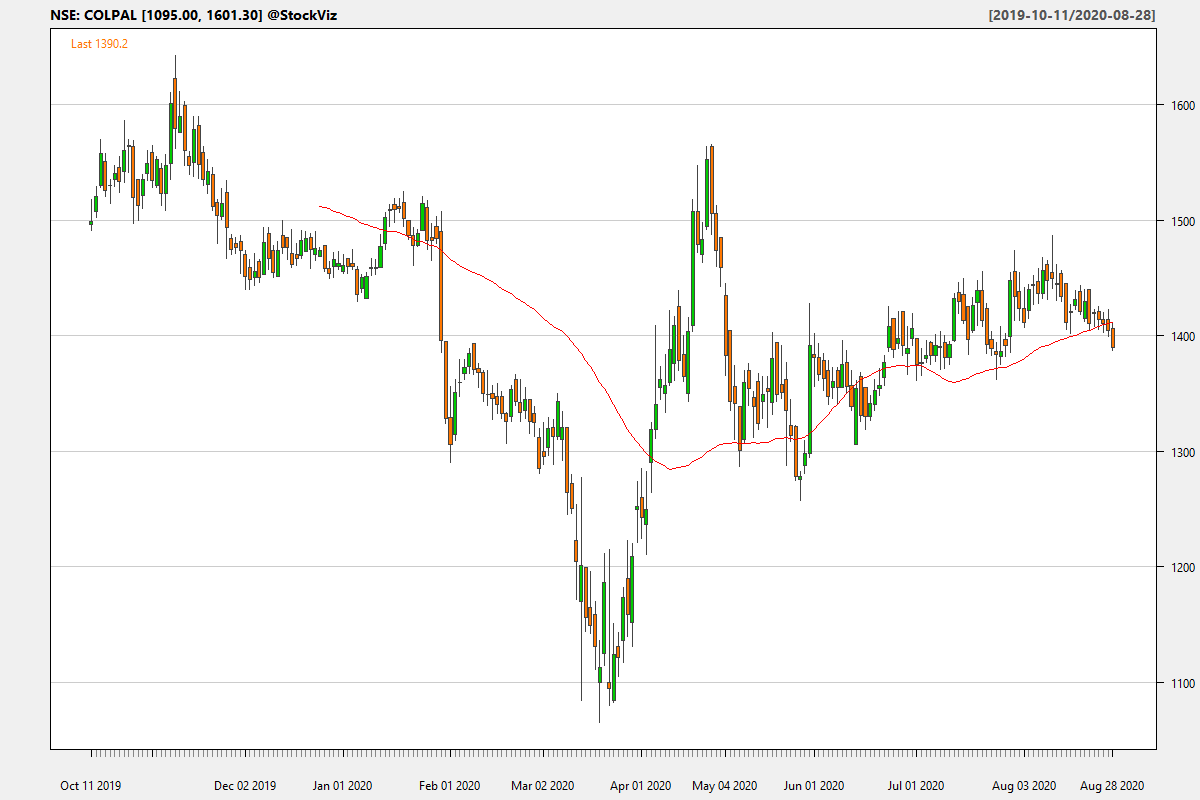 NSE: COLPAL [1095.00, 1601.30] @StockViz [2019-10-11/2020-08-28]
Last 1390.2
1600
1500
1400
1300
1200
1100
Oct 11 2019 Dec 02 2019 Jan 01 2020 Feb 01 2020 Mar 02 2020 Apr 01 2020 May 04 2020 Jun 01 2020 Jul 01 2020 Aug 03 2020 Aug 28 2020